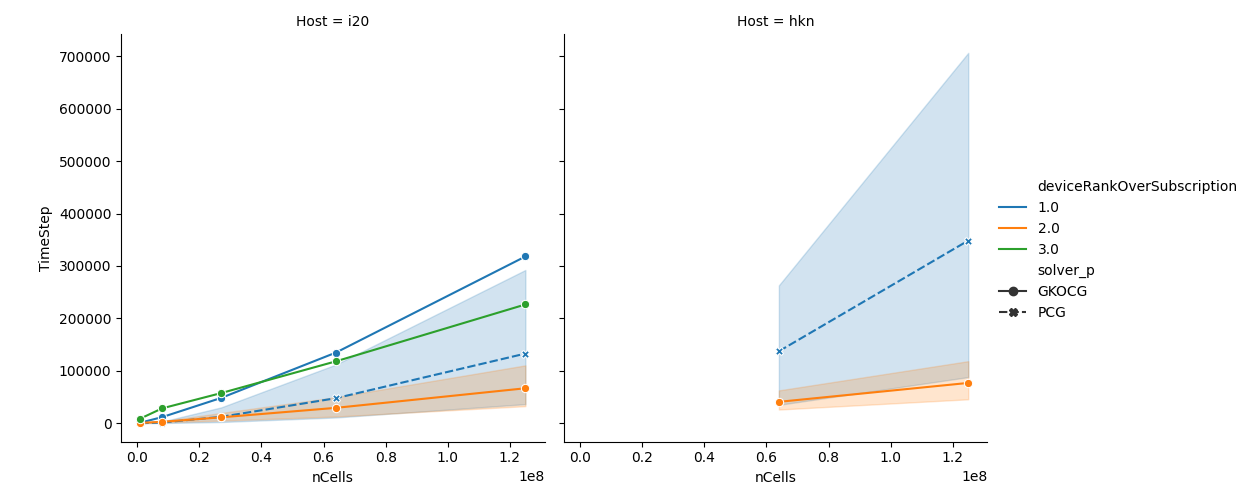 Host = i20
Host = hkn
700000
600000
500000
400000
300000
200000
100000
0
TimeStep
0.0 0.2 0.4 0.6 0.8 1.0 1.2
1e8
nCells
0.0 0.2 0.4 0.6 0.8 1.0 1.2
1e8
nCells
deviceRankOverSubscription
1.0
2.0
3.0
solver_p
GKOCG
PCG